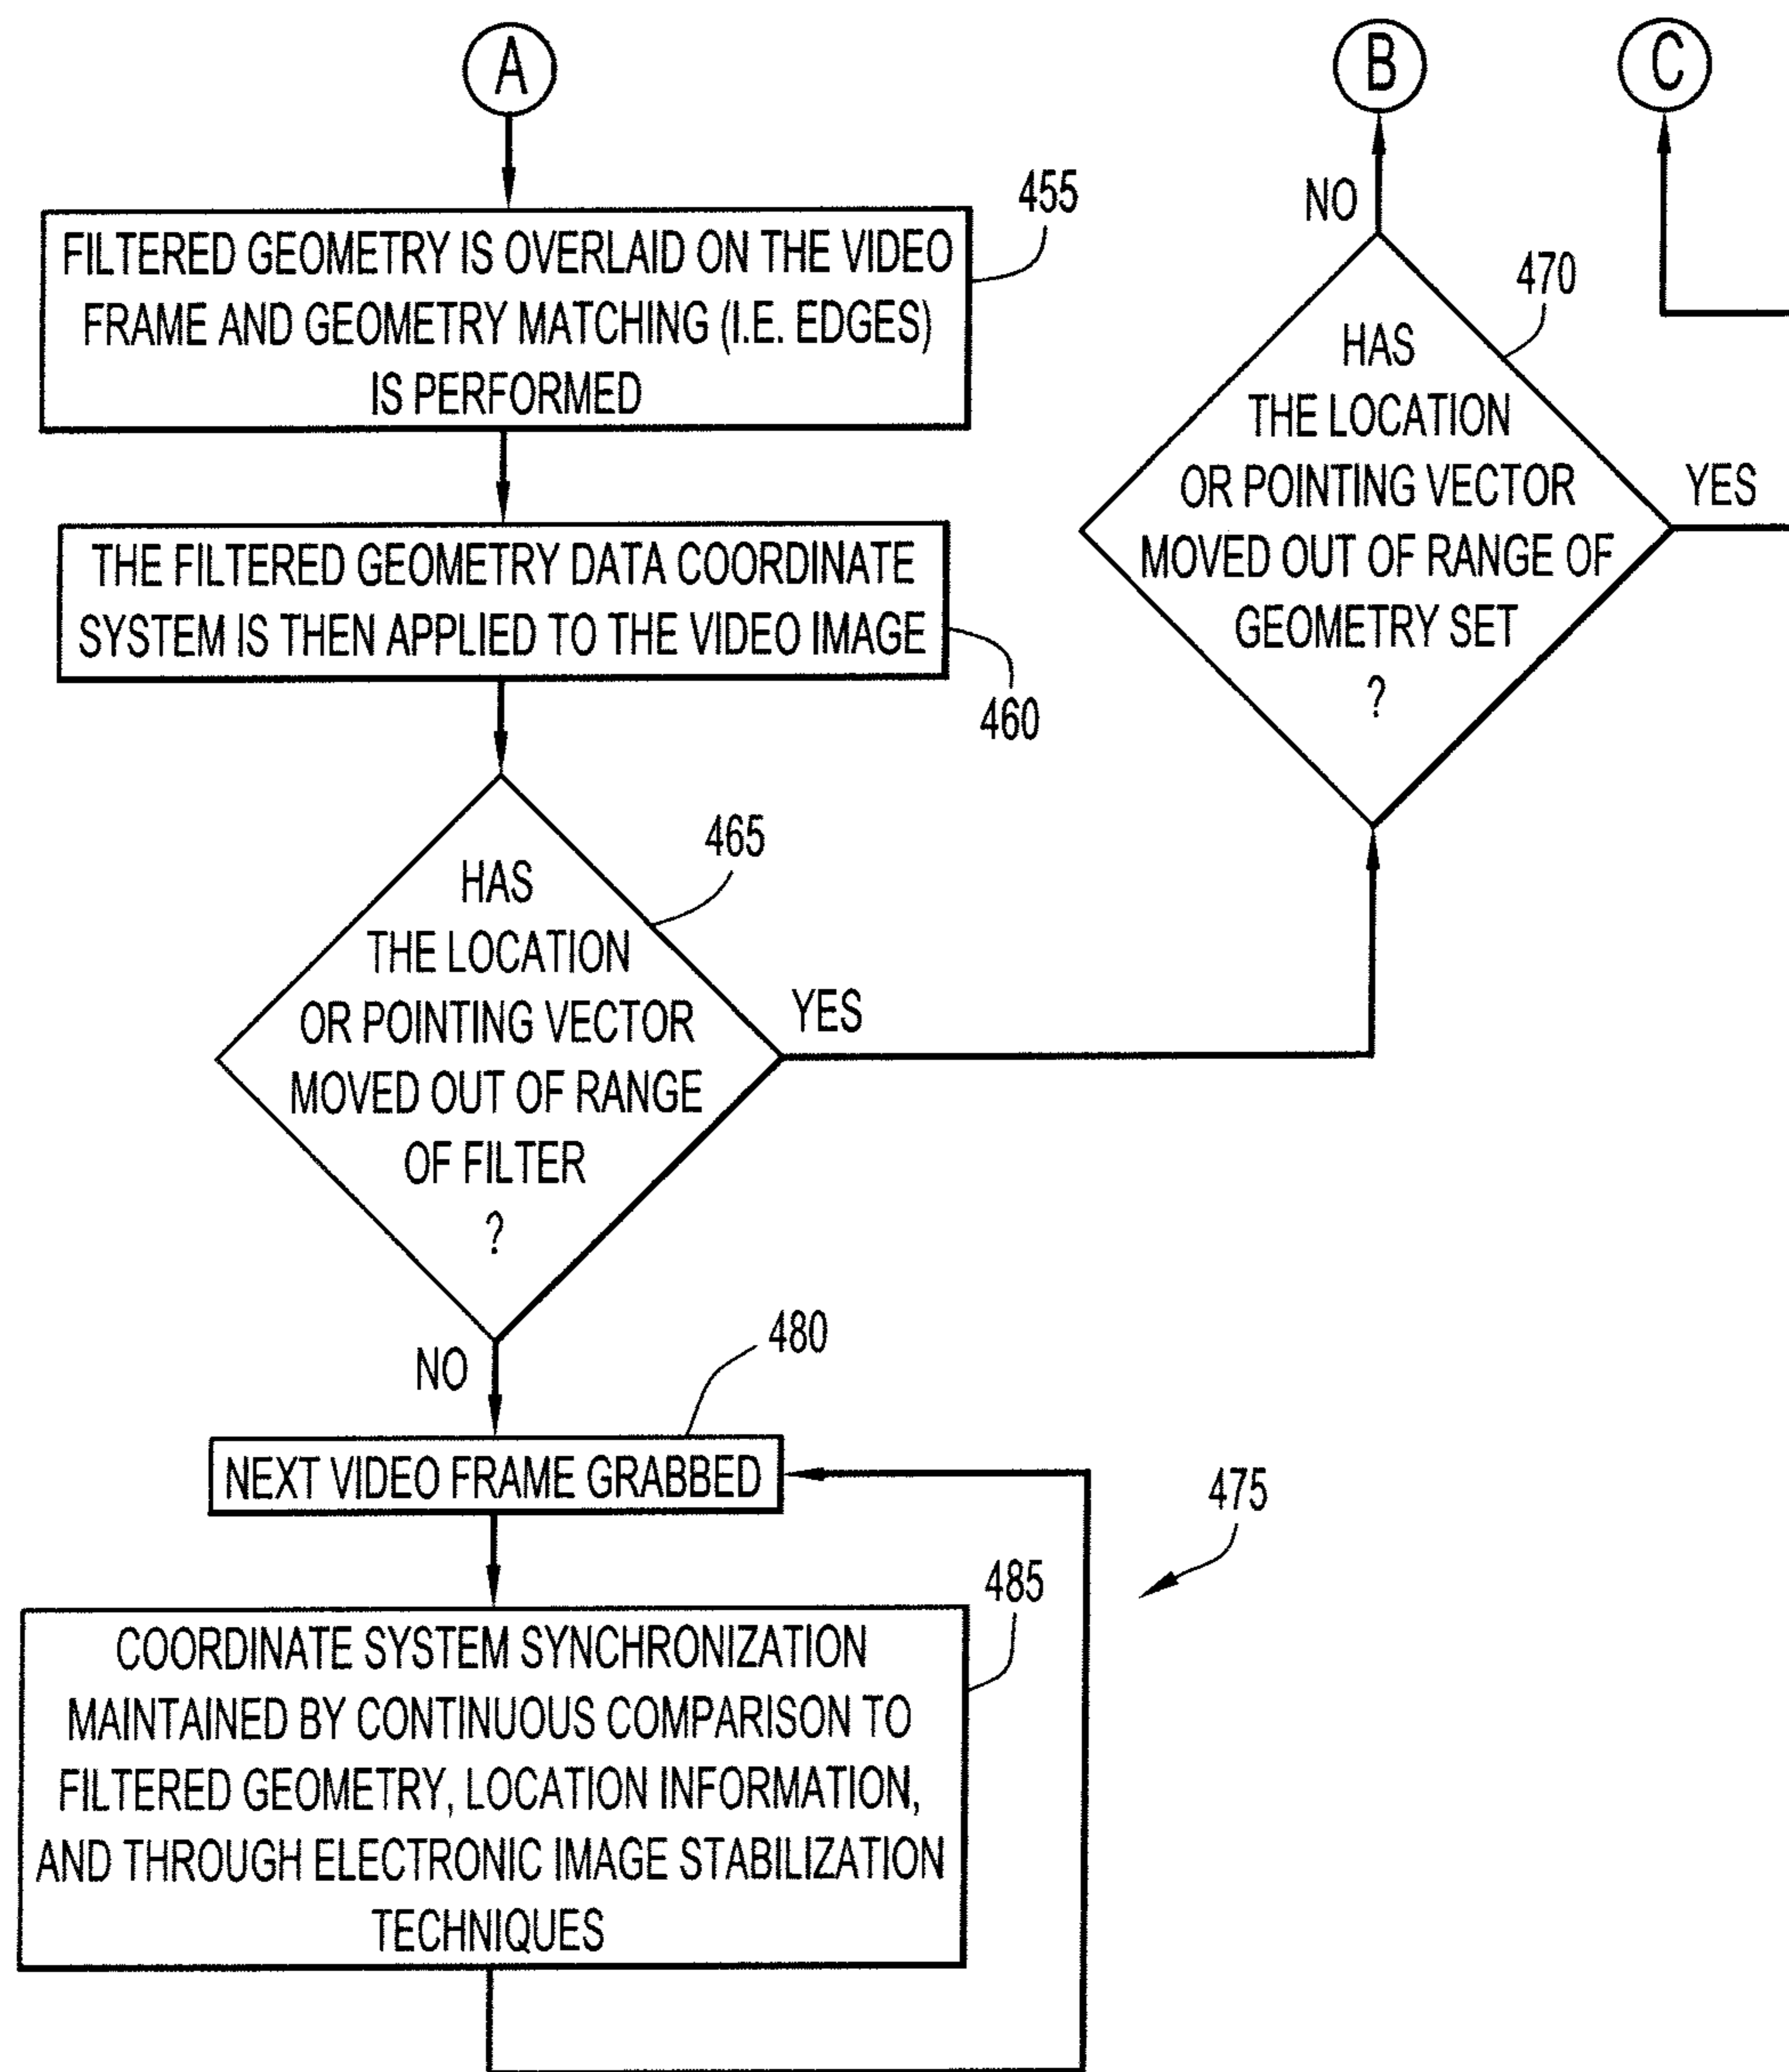 A
455
FILTERED GEOMETRY IS OVERLAID ON THE VIDEO
FRAME AND GEOMETRY MATCHING (I.E. EDGES)
IS PERFORMED
THE FILTERED GEOMETRY DATA COORDINATE
SYSTEM IS THEN APPLIED TO THE VIDEO IMAGE
460
465
HAS
THE LOCATION
OR POINTING VECTOR
MOVED OUT OF RANGE
OF FILTER
?
YES
NO
480
NEXT VIDEO FRAME GRABBED
475
485
COORDINATE SYSTEM SYNCHRONIZATION
MAINTAINED BY CONTINUOUS COMPARISON TO
FILTERED GEOMETRY, LOCATION INFORMATION,
AND THROUGH ELECTRONIC IMAGE STABILIZATION
TECHNIQUES
B
C
NO
470
HAS
THE LOCATION
OR POINTING VECTOR
MOVED OUT OF RANGE OF
GEOMETRY SET
?
YES